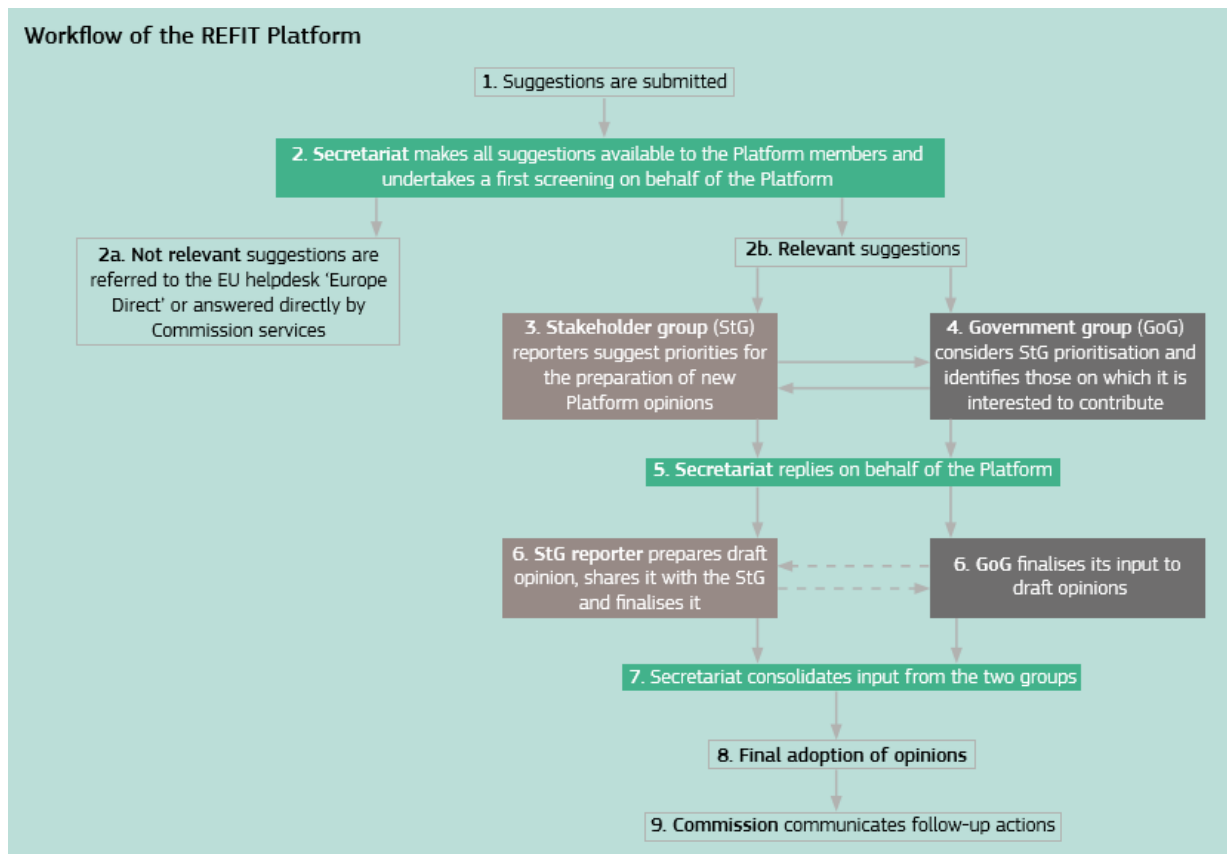 Workflow of the REFIT Platform
1. Suggestions are submitted
2. Secretariat makes all suggestions available to the Platform members and
undertakes a first screening on behalf of the Platform
2a. Not relevant suggestions are
referred to the EU helpdesk ‘Europe
Direct’ or answered directly by
Commission services
2b. Relevant suggestions
3. Stakeholder group (StG)
reporters suggest priorities for
the preparation of new
Platform opinions
4. Government group (GoG)
considers StG prioritisation and
identifies those on which it is
interested to contribute
5. Secretariat replies on behalf of the Platform
6. StG reporter prepares draft
opinion, shares it with the StG
and finalises it
6. GoG finalises its input to
draft opinions
7. Secretariat consolidates input from the two groups
8. Final adoption of opinions
9. Commission communicates follow-up actions